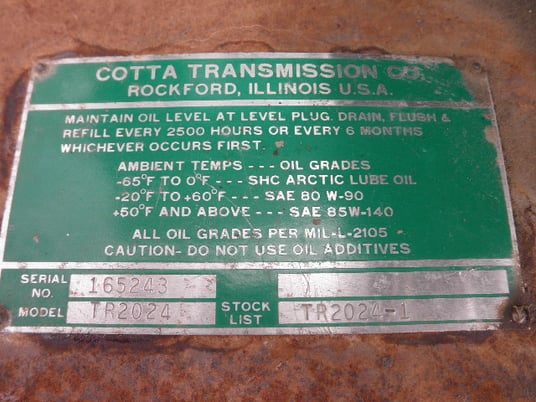 COTTA TRANSMISSION CO.
ROCKFORD, ILLINOIS U.S.A.
MAINTAIN OIL LEVEL AT LEVEL PLUG. DRAIN, FLUSH &
REFILL EVERY 2500 HOURS OR EVERY 6 MONTHS
WHICHEVER OCCURS FIRST.
AMBIENT TEMPS --- OIL GRADES
-65°F TO 0°F --- SHC ARCTIC LUBE OIL
-20°F TO +60°F --- SAE 80 W-90
+50°F AND ABOVE --- SAE 85W-140
ALL OIL GRADES PER MIL-L-2105
CAUTION- DO NOT USE OIL ADDITIVES
SERIAL NO. 165243
MODEL TR2024 STOCK LIST TR2024-1